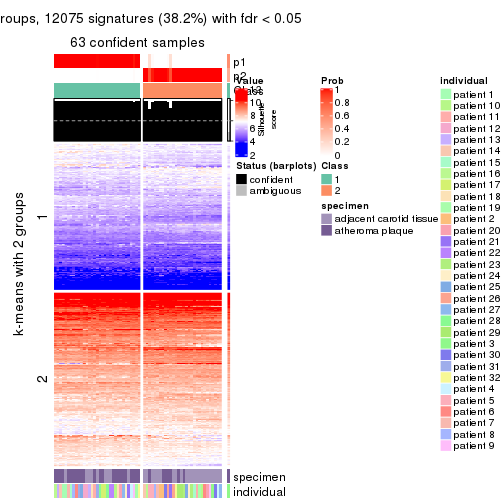 roups, 12075 signatures (38.2%) with fdr < 0.05
63 confident samples
p1
p2
Class
Silhouette
score
k-means with 2 groups
1
2
specimen
individual
Value
10
8
6
4
2
Status (barplots)
confident
ambiguous
Prob
1
0.8
0.6
0.4
0.2
0
Class
1
2
specimen
adjacent carotid tissue
atheroma plaque
individual
patient 1
patient 10
patient 11
patient 12
patient 13
patient 14
patient 15
patient 16
patient 17
patient 18
patient 19
patient 2
patient 20
patient 21
patient 22
patient 23
patient 24
patient 25
patient 26
patient 27
patient 28
patient 29
patient 3
patient 30
patient 31
patient 32
patient 4
patient 5
patient 6
patient 7
patient 8
patient 9